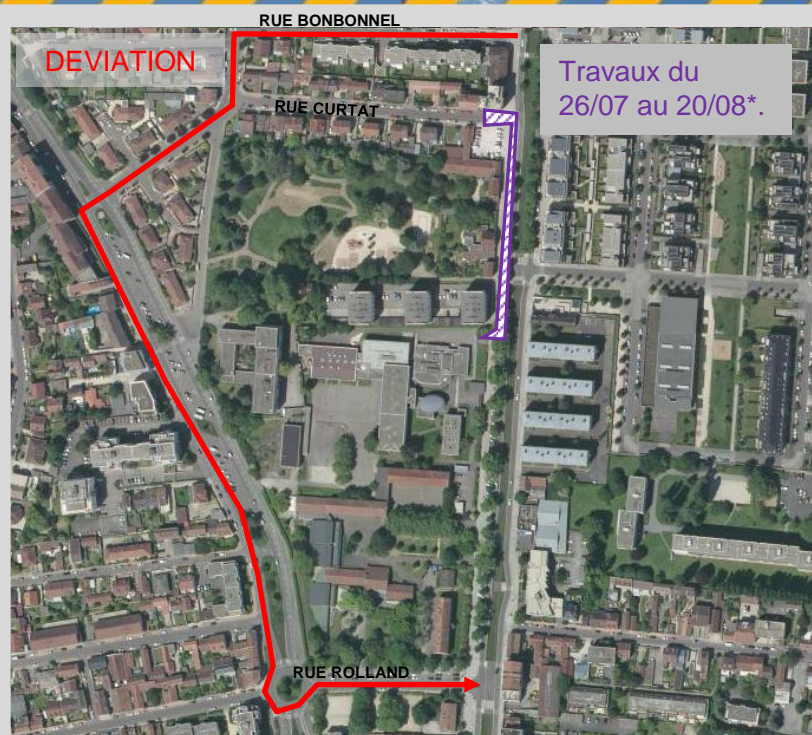 RUE BONBONNEL
DEVIATION
Travaux du
26/07 au 20/08*.
RUE CURTAT
RUE ROLLAND